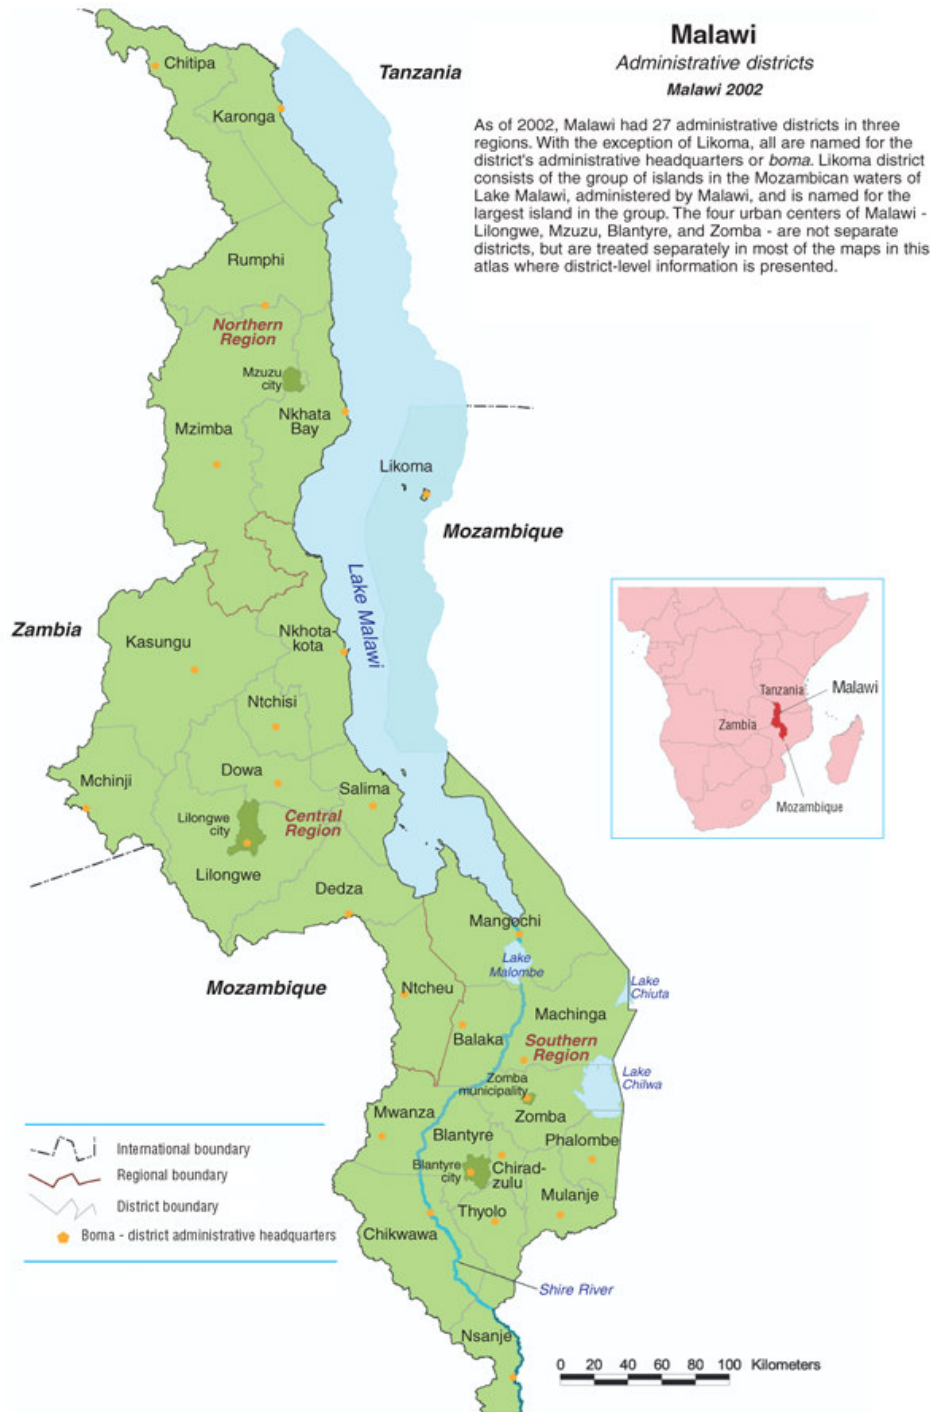 Malawi
Administrative districts
Malawi 2002
As of 2002, Malawi had 27 administrative districts in three
regions. With the exception of Likoma, all are named for the
district's administrative headquarters or boma. Likoma district
consists of the group of islands in the Mozambican waters of
Lake Malawi, administered by Malawi, and is named for the
largest island in the group. The four urban centers of Malawi -
Lilongwe, Mzuzu, Blantyre, and Zomba - are not separate
districts, but are treated separately in most of the maps in this
atlas where district-level information is presented.
Chitipa
Tanzania
Karonga
Rumphi
Northern
Region
Mzuzu
city
Nkhata
Bay
Mzimba
Likoma
Mozambique
Lake Malawi
Zambia
Kasungu
Nkhota-
kota
Ntchisi
Mchinji
Dowa
Salima
Lilongwe
city
Central
Region
Lilongwe
Dedza
Mangochi
Lake
Malombe
Mozambique
Ntcheu
Lake
Chiuta
Machinga
Balaka
Southern
Region
Lake
Chilwa
Zomba
municipality
Mwanza
Zomba
Blantyre
Phalombe
Blantyre
city
Chirad-
zulu
Mulanje
Thyolo
Chikwawa
Shire River
Nsanje
Tanzania
Malawi
Zambia
Mozambique
International boundary
Regional boundary
District boundary
Boma - district administrative headquarters
0 20 40 60 80 100 Kilometers